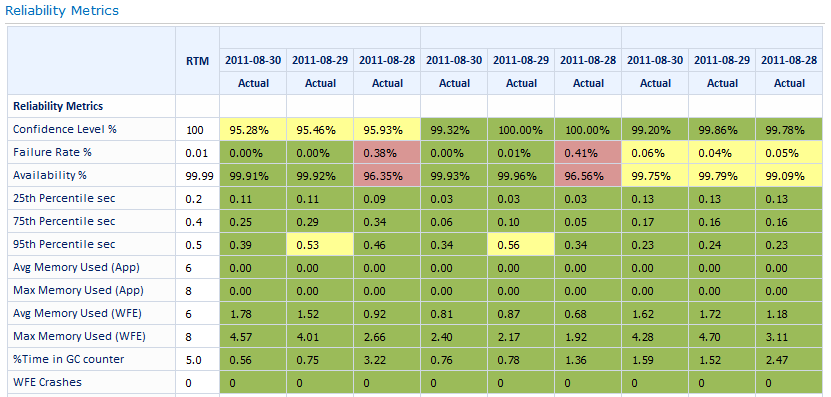 Reliability Metrics
RTM 2011-08-30 2011-08-29 2011-08-28 2011-08-30 2011-08-29 2011-08-28 2011-08-30 2011-08-29 2011-08-28
Actual Actual Actual Actual Actual Actual Actual Actual Actual
Reliability Metrics
Confidence Level % 100 95.28% 95.46% 95.93% 99.32% 100.00% 100.00% 99.20% 99.86% 99.78%
Failure Rate % 0.01 0.00% 0.00% 0.38% 0.00% 0.01% 0.41% 0.06% 0.04% 0.05%
Availability % 99.99 99.91% 99.92% 96.35% 99.93% 99.96% 96.56% 99.75% 99.79% 99.09%
25th Percentile sec 0.2 0.11 0.11 0.09 0.03 0.03 0.03 0.13 0.13 0.13
75th Percentile sec 0.4 0.25 0.29 0.34 0.06 0.10 0.05 0.17 0.16 0.16
95th Percentile sec 0.5 0.39 0.53 0.46 0.34 0.56 0.34 0.23 0.24 0.23
Avg Memory Used (App) 6 0.00 0.00 0.00 0.00 0.00 0.00 0.00 0.00 0.00
Max Memory Used (App) 8 0.00 0.00 0.00 0.00 0.00 0.00 0.00 0.00 0.00
Avg Memory Used (WFE) 6 1.78 1.52 0.92 0.81 0.87 0.68 1.62 1.72 1.18
Max Memory Used (WFE) 8 4.57 4.01 2.66 2.40 2.17 1.92 4.28 4.70 3.11
%Time in GC counter 5.0 0.56 0.75 3.22 0.76 0.78 1.36 1.59 1.52 2.47
WFE Crashes 0 0 0 0 0 0 0 0 0 0